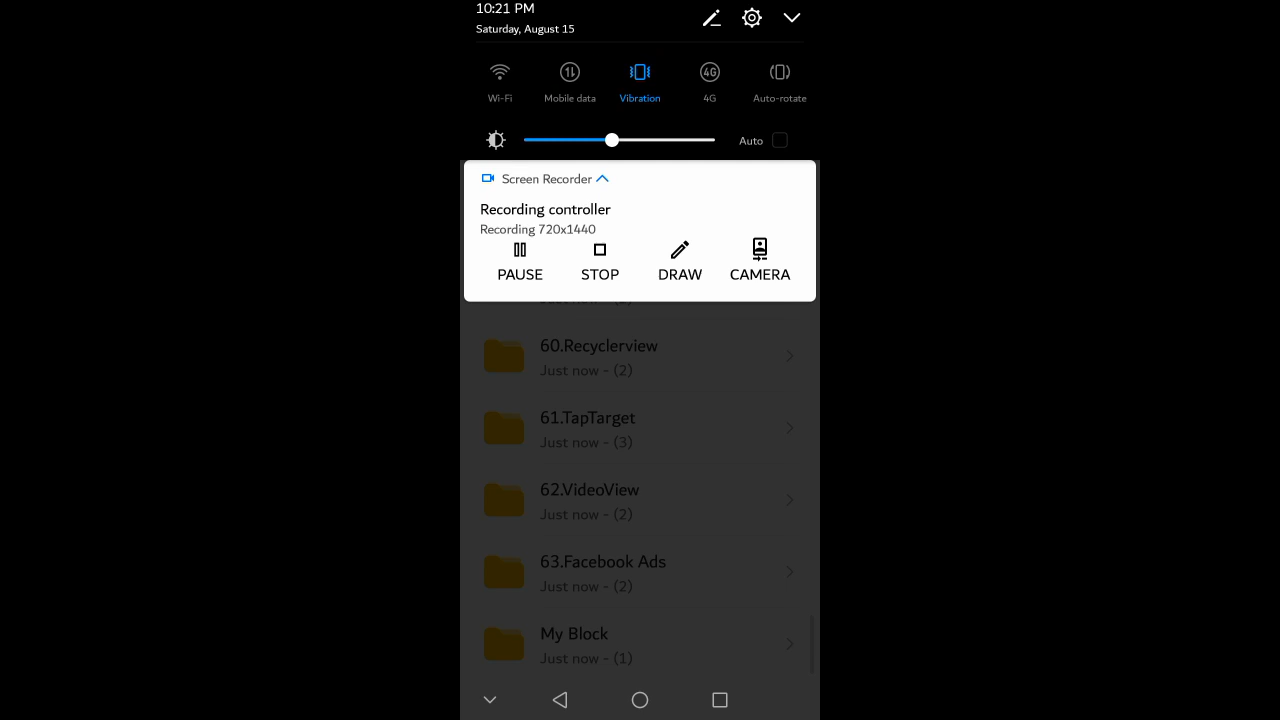 10:21 PM
Saturday, August 15
Wi-Fi
Mobile data
Vibration
4G
4G
Auto-rotate
Auto
Screen Recorder
Recording controller
Recording 720x1440
PAUSE
STOP
DRAW
CAMERA
60.Recyclerview
Just now - (2)
61.TapTarget
Just now - (3)
62.VideoView
Just now - (2)
63.Facebook Ads
Just now - (2)
My Block
Just now - (1)